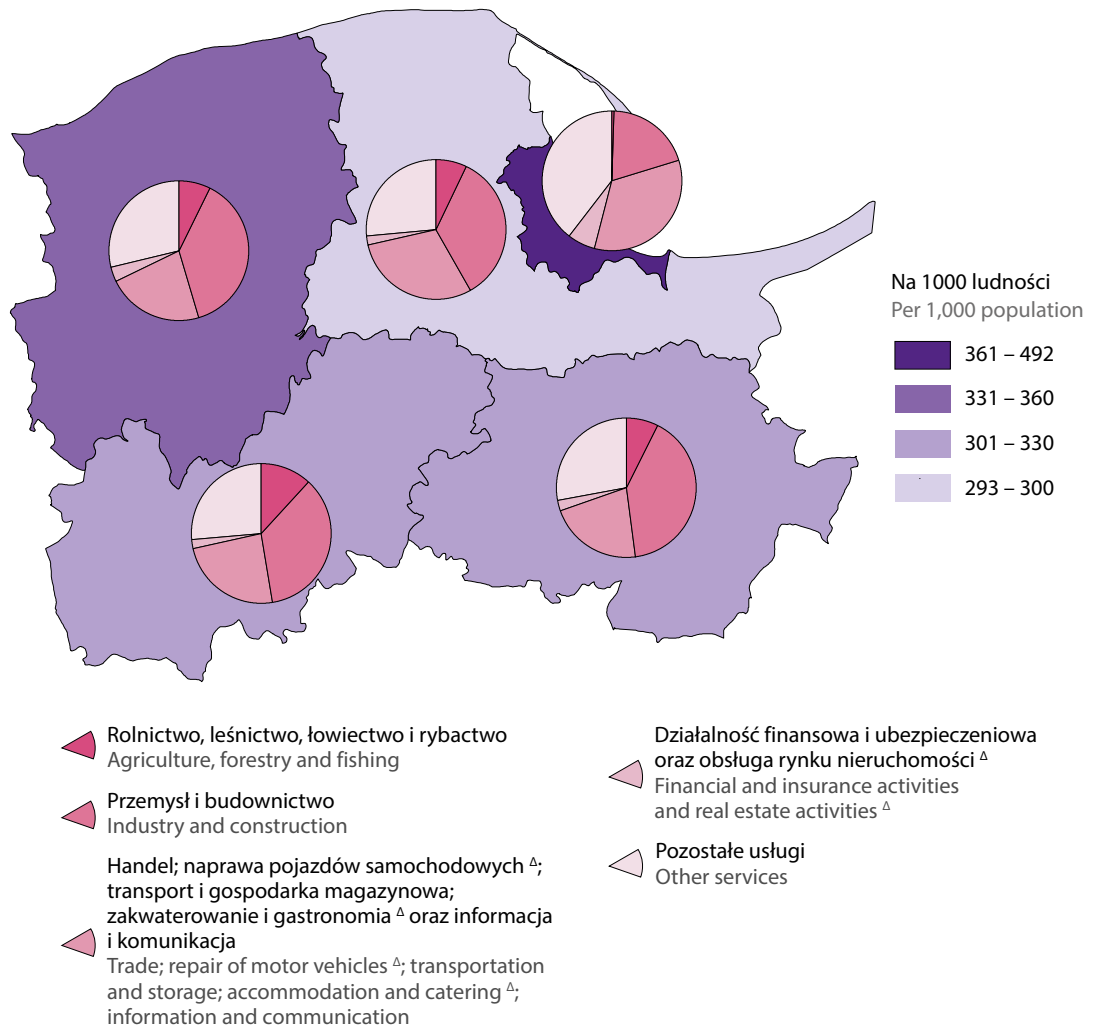 Na 1000 ludności
Per 1,000 population
361 – 492
331 – 360
301 – 330
293 – 300
Rolnictwo, leśnictwo, łowiectwo i rybactwo
Agriculture, forestry and fishing
Przemysł i budownictwo
Industry and construction
Handel; naprawa pojazdów samochodowych Δ;
transport i gospodarka magazynowa;
zakwaterowanie i gastronomia Δ oraz informacja
i komunikacja
Trade; repair of motor vehicles Δ; transportation
and storage; accommodation and catering Δ;
information and communication
Działalność finansowa i ubezpieczeniowa
oraz obsługa rynku nieruchomości Δ
Financial and insurance activities
and real estate activities Δ
Pozostałe usługi
Other services